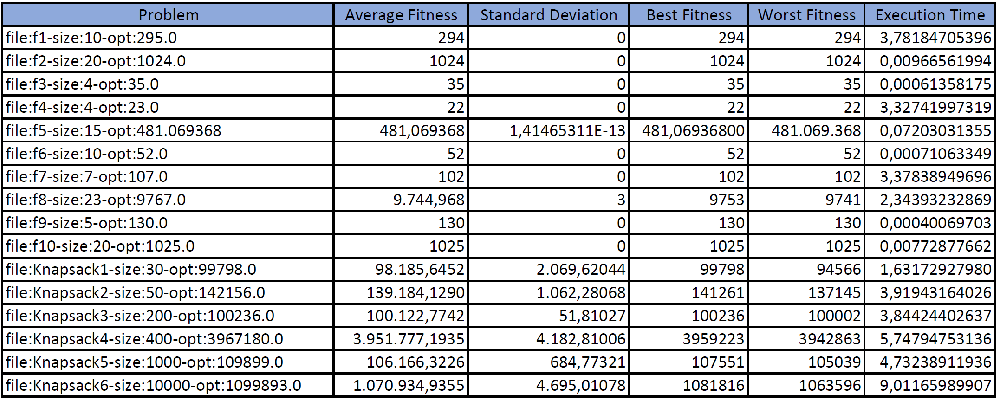 Problem Average Fitness Standard Deviation Best Fitness Worst Fitness Execution Time
file:f1-size:10-opt:295.0 294 0 294 294 3,78184705396
file:f2-size:20-opt:1024.0 1024 0 1024 1024 0,00966561994
file:f3-size:4-opt:35.0 35 0 35 35 0,00061358175
file:f4-size:4-opt:23.0 22 0 22 22 3,32741997319
file:f5-size:15-opt:481.069368 481,069368 1,41465311E-13 481,06936800 481.069.368 0,07203031355
file:f6-size:10-opt:52.0 52 0 52 52 0,00071063349
file:f7-size:7-opt:107.0 102 0 102 102 3,37838949696
file:f8-size:23-opt:9767.0 9.744,968 3 9753 9741 2,34393232869
file:f9-size:5-opt:130.0 130 0 130 130 0,00040069703
file:f10-size:20-opt:1025.0 1025 0 1025 1025 0,00772877662
file:Knapsack1-size:30-opt:99798.0 98.185,6452 2.069,62044 99798 94566 1,63172927980
file:Knapsack2-size:50-opt:142156.0 139.184,1290 1.062,28068 141261 137145 3,91943164026
file:Knapsack3-size:200-opt:100236.0 100.122,7742 51,81027 100236 100002 3,84424402637
file:Knapsack4-size:400-opt:3967180.0 3.951.777,1935 4.182,81006 3959223 3942863 5,74794753136
file:Knapsack5-size:1000-opt:109899.0 106.166,3226 684,77321 107551 105039 4,73238911936
file:Knapsack6-size:10000-opt:1099893.0 1.070.934,9355 4.695,01078 1081816 1063596 9,01165989907